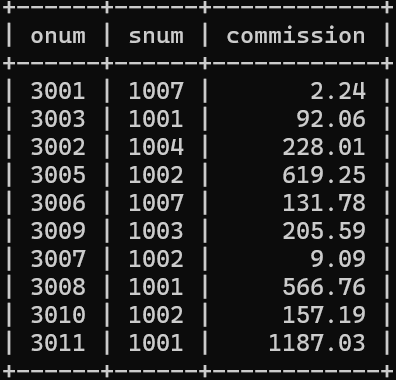 +------+------+------------+
| onum | snum | commission |
+------+------+------------+
| 3001 | 1007 |       2.24 |
| 3003 | 1001 |      92.06 |
| 3002 | 1004 |     228.01 |
| 3005 | 1002 |     619.25 |
| 3006 | 1007 |     131.78 |
| 3009 | 1003 |     205.59 |
| 3007 | 1002 |       9.09 |
| 3008 | 1001 |     566.76 |
| 3010 | 1002 |     157.19 |
| 3011 | 1001 |    1187.03 |
+------+------+------------+